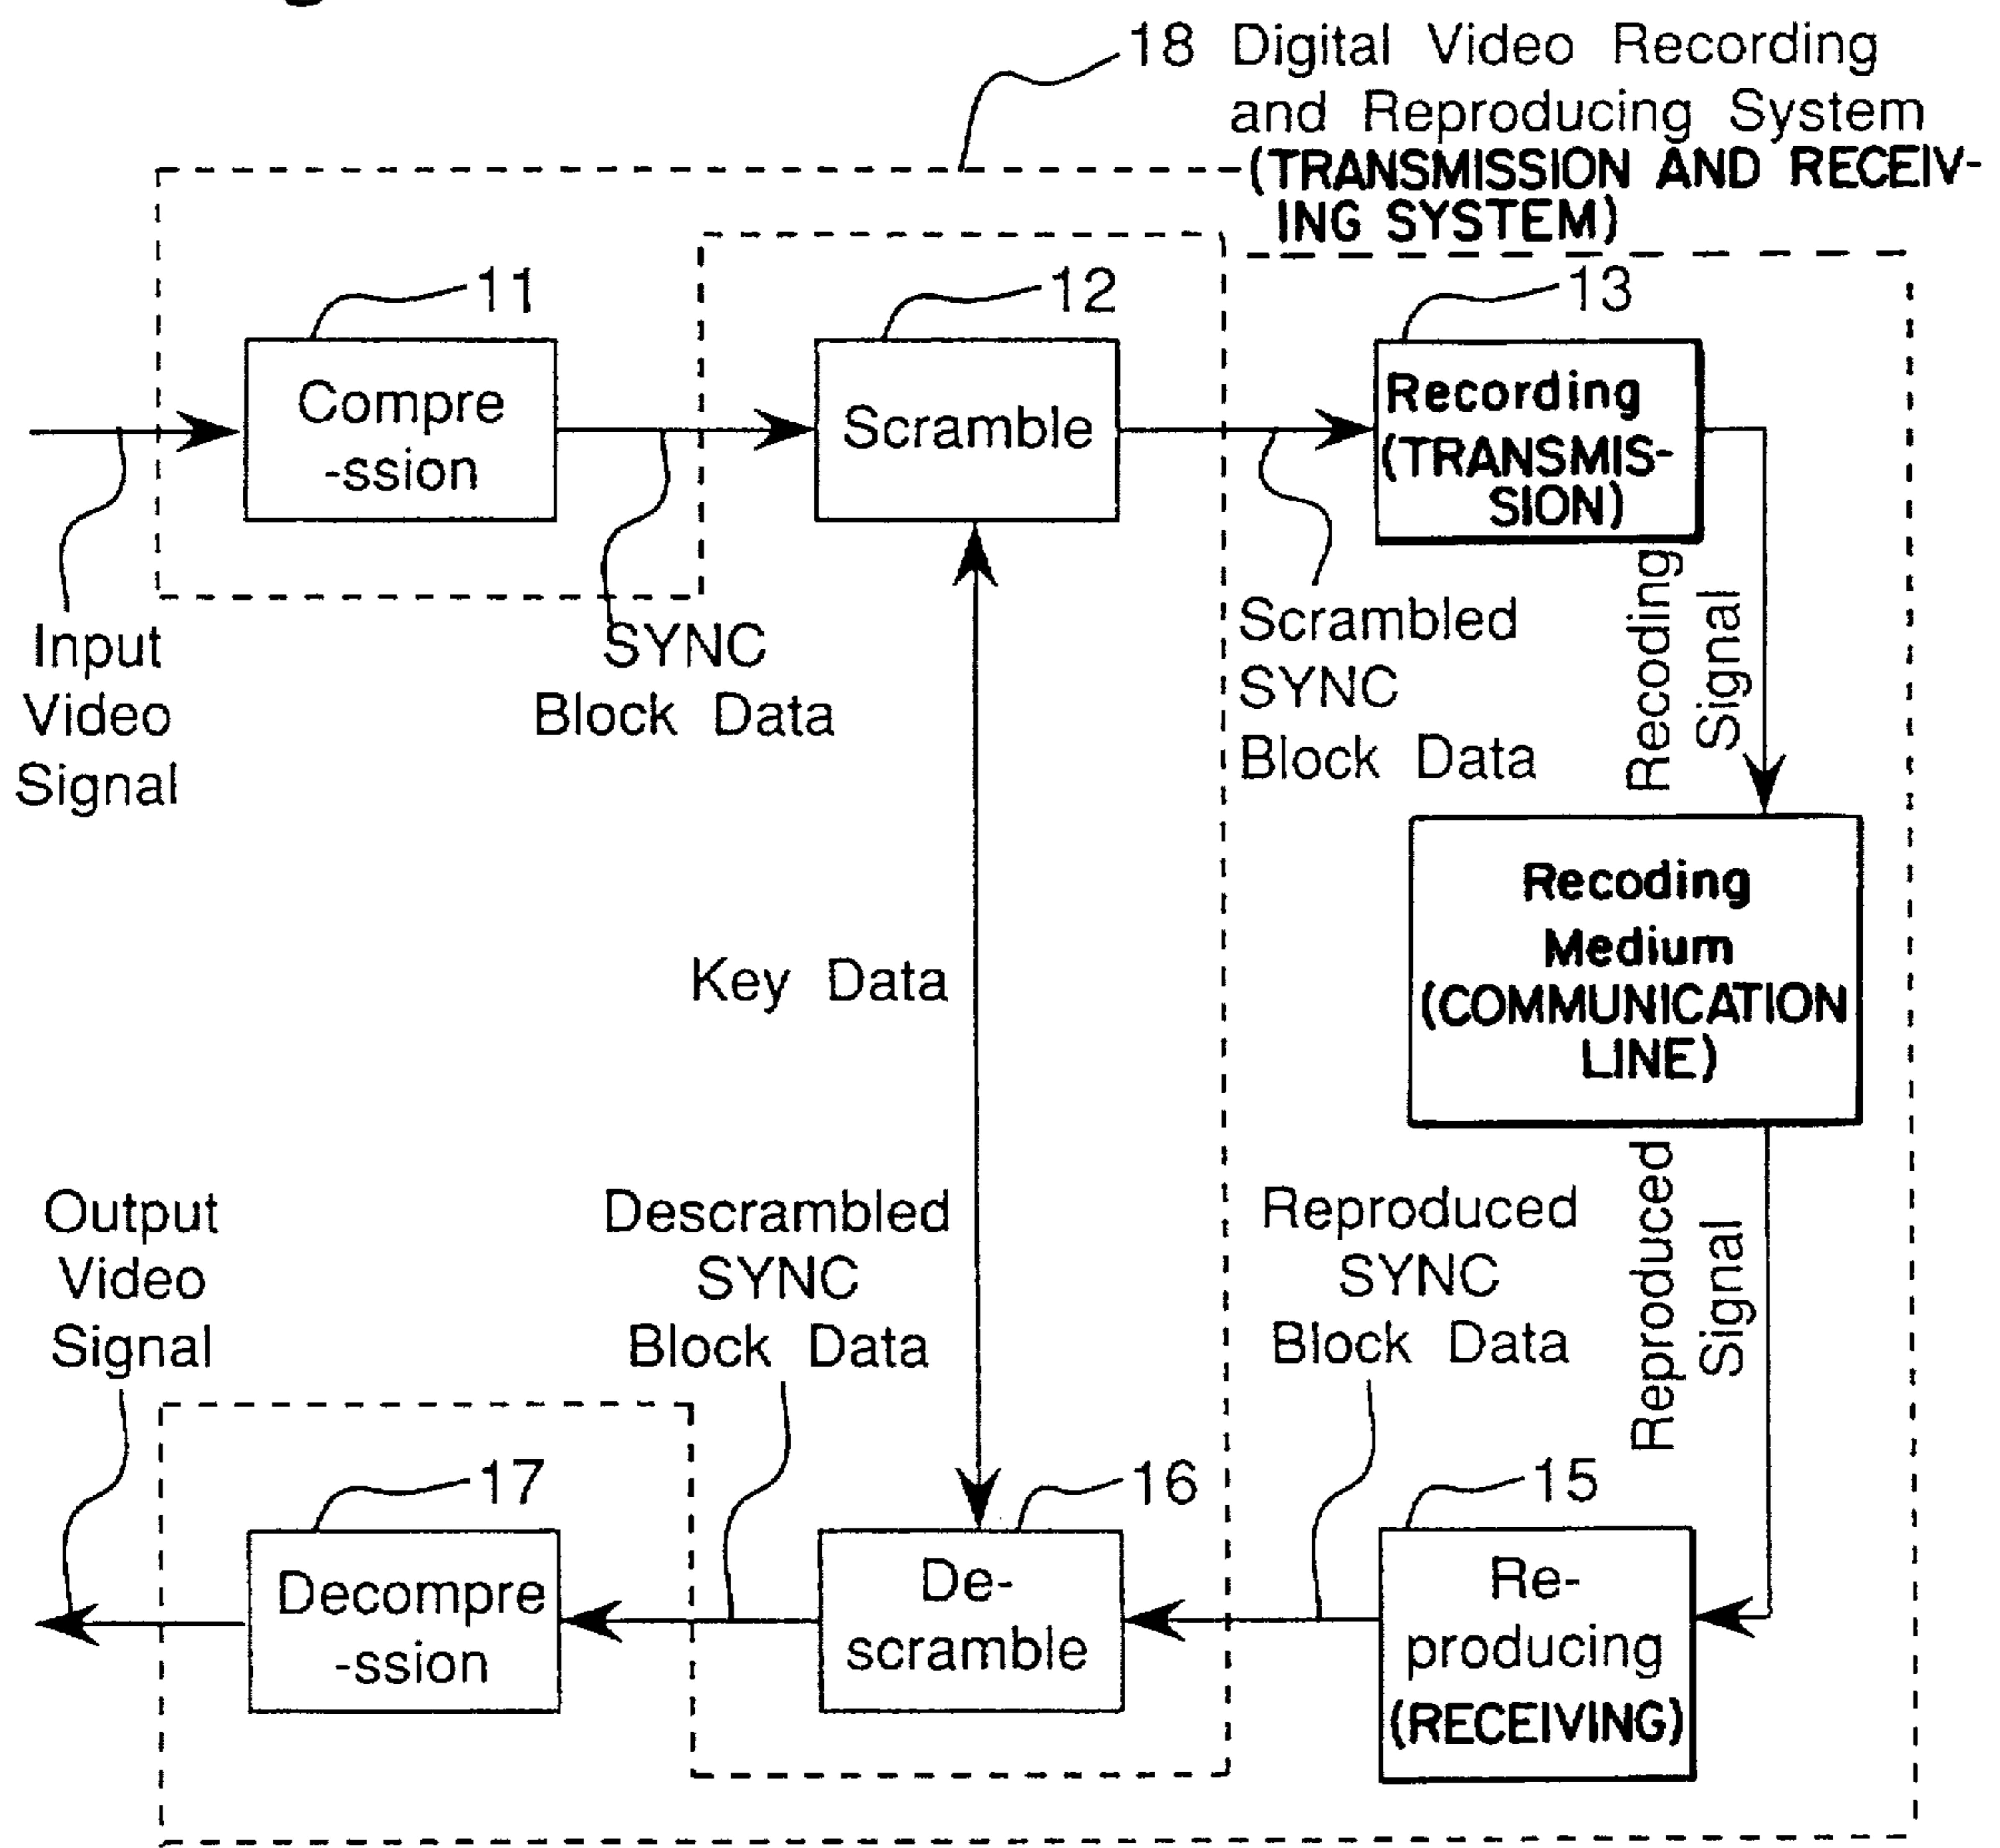 18 Digital Video Recording
and Reproducing System
(TRANSMISSION AND RECEIV-
ING SYSTEM)
11
12
13
Compre
-ssion
Scramble
Recording
(TRANSMIS-
SION)
Input
Video
Signal
SYNC
Block Data
Scrambled
SYNC
Block Data
Recoding
Signal
Recoding
Medium
(COMMUNICATION
LINE)
Key Data
Output
Video
Signal
Descrambled
SYNC
Block Data
Reproduced
SYNC
Block Data
Reproduced
Signal
17
16
15
Decompre
-ssion
De-
scramble
Re-
producing
(RECEIVING)